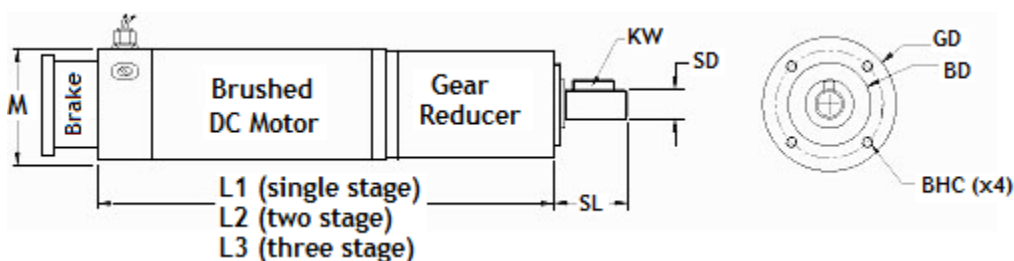 KW
SD
GD
BD
M
Brake
Brushed
DC Motor
Gear
Reducer
BHC (x4)
L1 (single stage)
L2 (two stage)
L3 (three stage)
SL